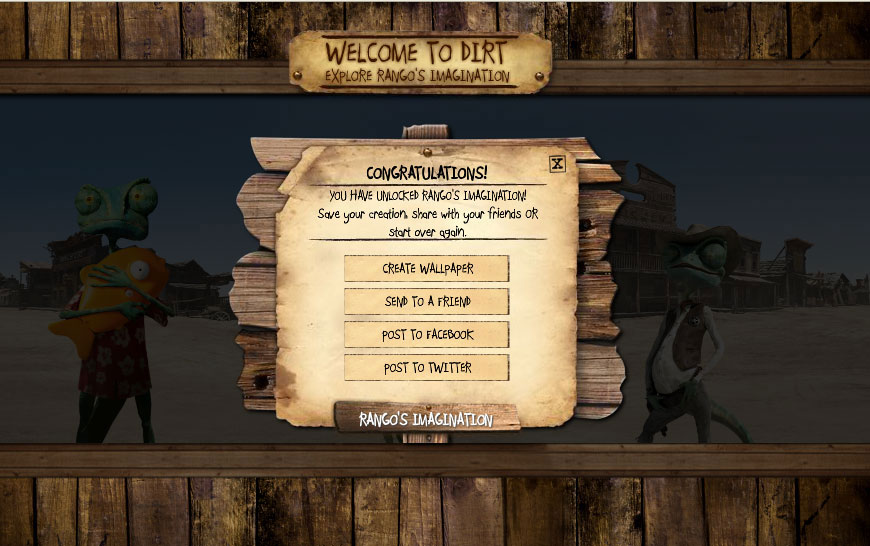 WELCOME TO DIRT
EXPLORE RANGO'S IMAGINATION
X
CONGRATULATIONS!
YOU HAVE UNLOCKED RANGO'S IMAGINATION!
Save your creation, share with your friends OR
start over again.
CREATE WALLPAPER
SEND TO A FRIEND
POST TO FACEBOOK
POST TO TWITTER
RANGO'S IMAGINATION